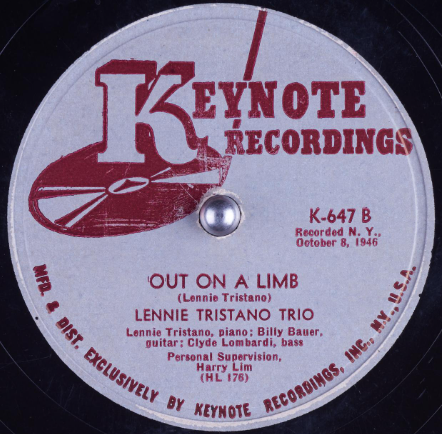 KEYNOTE
RECORDINGS
K-647 B
Recorded N. Y.,
October 8, 1946
OUT ON A LIMB
(Lennie Tristano)
LENNIE TRISTANO TRIO
Lennie Tristano, piano; Billy Bauer,
guitar; Clyde Lombardi, bass
Personal Supervision,
Harry Lim
(HL 176)
MFD. & DIST. EXCLUSIVELY BY KEYNOTE RECORDINGS, INC., N.Y., U.S.A.